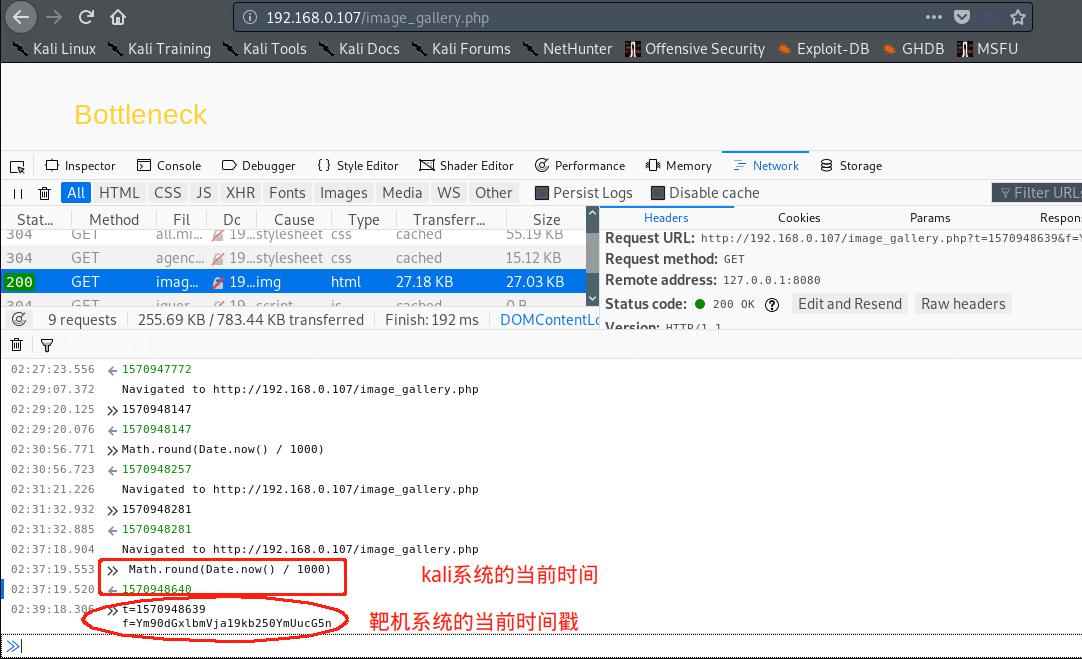 192.168.0.107/image_gallery.php
Kali Linux Kali Training Kali Tools Kali Docs Kali Forums NetHunter Offensive Security Exploit-DB GHDB MSFU
Bottleneck
Inspector Console Debugger {} Style Editor Shader Editor Performance Memory Network Storage
All HTML CSS JS XHR Fonts Images Media WS Other Persist Logs Disable cache Filter URLs
Stat... Method Fil Dc Cause Type Transferr... Size Headers Cookies Params Respon
304 GET all.mi... 19...stylesheet css cached 55.19 KB
Request URL: http://192.168.0.107/image_gallery.php?t=1570948639&f=Y
304 GET agenc... 19...stylesheet css cached 15.12 KB
Request method: GET
200 GET imag... 19...img html 27.18 KB 27.03 KB
Remote address: 127.0.0.1:8080
304 GET jquer... 19...script js cached 0 B
Status code: 200 OK ? Edit and Resend Raw headers
9 requests 255.69 KB / 783.44 KB transferred Finish: 192 ms DOMContentLo
Version: HTTP/1.1
02:27:23.556 1570947772
02:29:07.372 Navigated to http://192.168.0.107/image_gallery.php
02:29:20.125 1570948147
02:29:20.076 1570948147
02:30:56.771 Math.round(Date.now() / 1000)
02:30:56.723 1570948257
02:31:21.226 Navigated to http://192.168.0.107/image_gallery.php
02:31:32.932 1570948281
02:31:32.885 1570948281
02:37:18.904 Navigated to http://192.168.0.107/image_gallery.php
02:37:19.553 Math.round(Date.now() / 1000)
kali系统的当前时间
02:37:19.520 1570948640
02:39:18.306 t=1570948639
f=Ym90dGxlbmVja19kb250YmUucG5n
靶机系统的当前时间戳